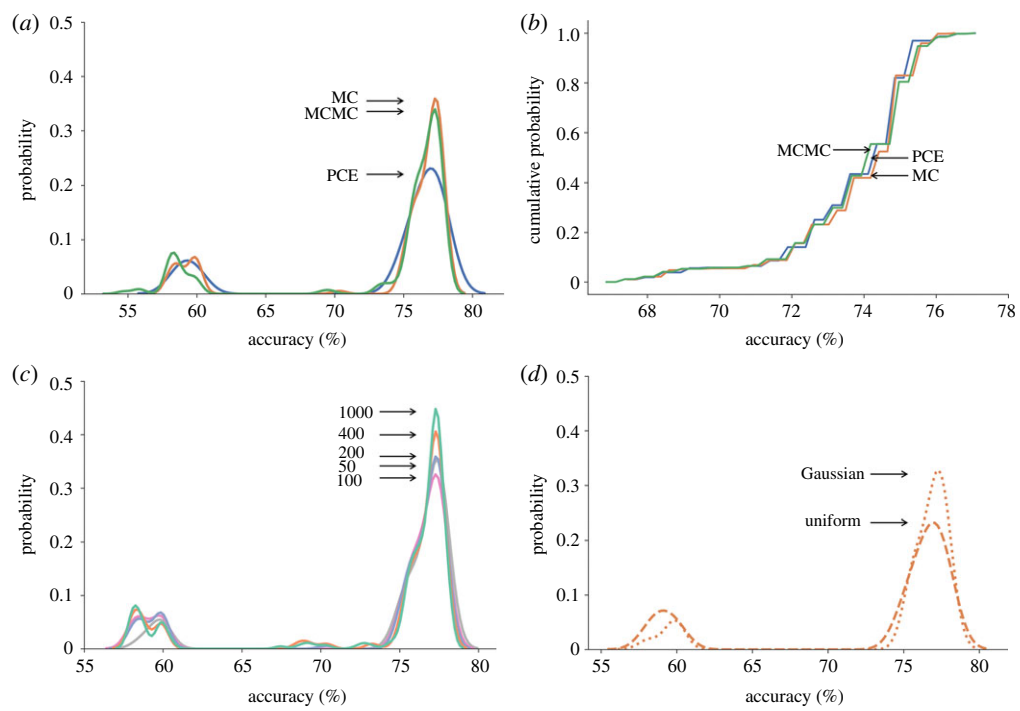 (a)
0.5
0.4
0.3
0.2
0.1
0
probability
MC
MCMC
PCE
55 60 65 70 75 80
accuracy (%)
(b)
1.0
0.8
0.6
0.4
0.2
0
cumulative probability
MCMC
PCE
MC
68 70 72 74 76 78
accuracy (%)
(c)
0.5
0.4
0.3
0.2
0.1
0
probability
1000
400
200
50
100
55 60 65 70 75 80
accuracy (%)
(d)
0.5
0.4
0.3
0.2
0.1
0
probability
Gaussian
uniform
55 60 65 70 75 80
accuracy (%)